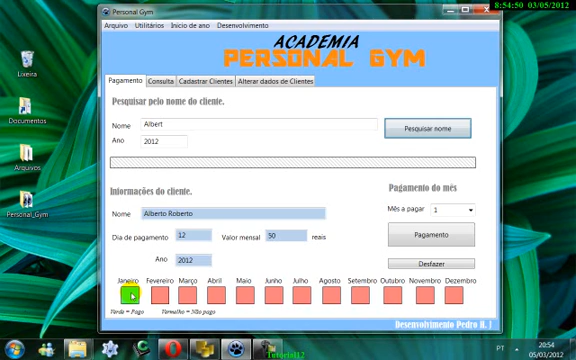 8:54:50 03/05/2012
Personal Gym
Arquivo Utilitários Inicio de ano Desenvolvimento
ACADEMIA
PERSONAL GYM
Pagamento Consulta Cadastrar Clientes Alterar dados de Clientes
Pesquisar pelo nome do cliente.
Nome Albert Pesquisar nome
Ano 2012
Informações do cliente. Pagamento do mês
Nome Alberto Roberto Mês a pagar 1
Dia de pagamento 12 Valor mensal 50 reais Pagamento
Ano 2012 Desfazer
Janeiro Fevereiro Março Abril Maio Junho Julho Agosto Setembro Outubro Novembro Dezembro
Verde = Pago Vermelho = Não pago
Desenvolvimento Pedro H. J
Lixeira
Documentos
Arquivos
Personal_Gym
Tutorial12
PT
20:54
05/03/2012